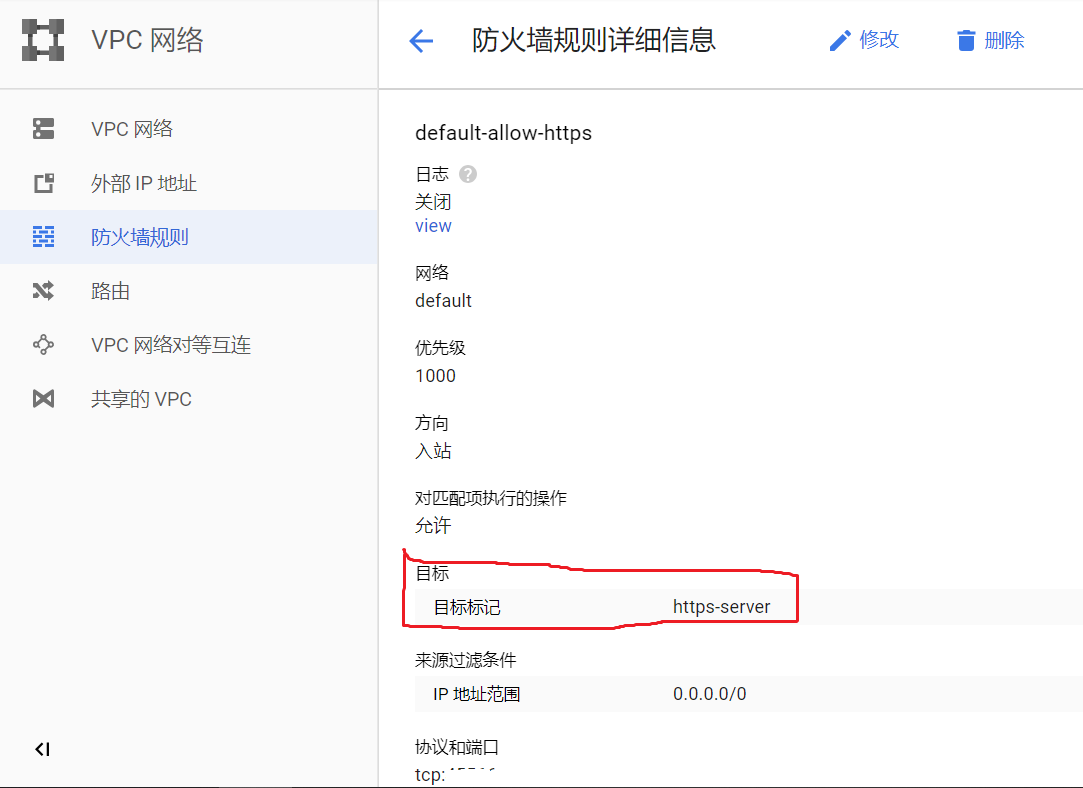 VPC 网络
VPC 网络
外部 IP 地址
防火墙规则
路由
VPC 网络对等互连
共享的 VPC
防火墙规则详细信息
修改
删除
default-allow-https
日志 ?
关闭
view
网络
default
优先级
1000
方向
入站
对匹配项执行的操作
允许
目标
目标标记 https-server
来源过滤条件
IP 地址范围 0.0.0.0/0
协议和端口
tcp: